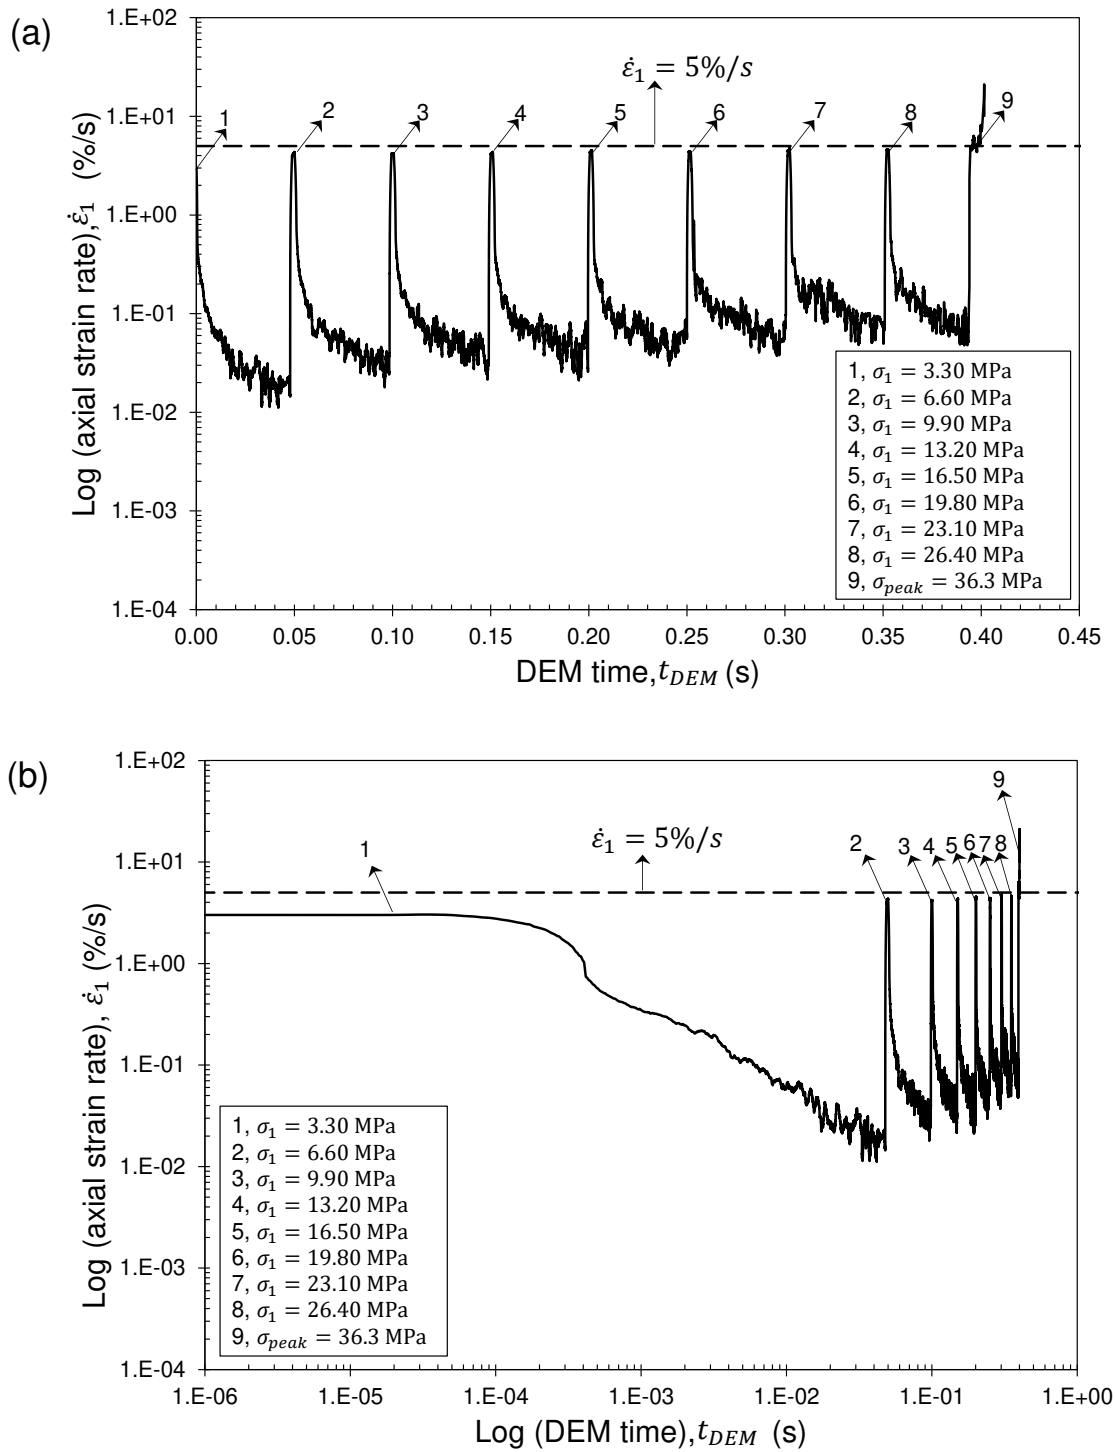 (a)
1.E+02
1.E+01
1.E+00
1.E-01
1.E-02
1.E-03
1.E-04
Log (axial strain rate),ε̇₁ (%/s)
ε̇₁ = 5%/s
1
2
3
4
5
6
7
8
9
1, σ₁ = 3.30 MPa
2, σ₁ = 6.60 MPa
3, σ₁ = 9.90 MPa
4, σ₁ = 13.20 MPa
5, σ₁ = 16.50 MPa
6, σ₁ = 19.80 MPa
7, σ₁ = 23.10 MPa
8, σ₁ = 26.40 MPa
9, σ_peak = 36.3 MPa
0.00 0.05 0.10 0.15 0.20 0.25 0.30 0.35 0.40 0.45
DEM time,t_DEM (s)
(b)
1.E+02
1.E+01
1.E+00
1.E-01
1.E-02
1.E-03
1.E-04
Log (axial strain rate), ε̇₁ (%/s)
ε̇₁ = 5%/s
1
2
3
4
5
6
7
8
9
1, σ₁ = 3.30 MPa
2, σ₁ = 6.60 MPa
3, σ₁ = 9.90 MPa
4, σ₁ = 13.20 MPa
5, σ₁ = 16.50 MPa
6, σ₁ = 19.80 MPa
7, σ₁ = 23.10 MPa
8, σ₁ = 26.40 MPa
9, σ_peak = 36.3 MPa
1.E-06 1.E-05 1.E-04 1.E-03 1.E-02 1.E-01 1.E+00
Log (DEM time),t_DEM (s)